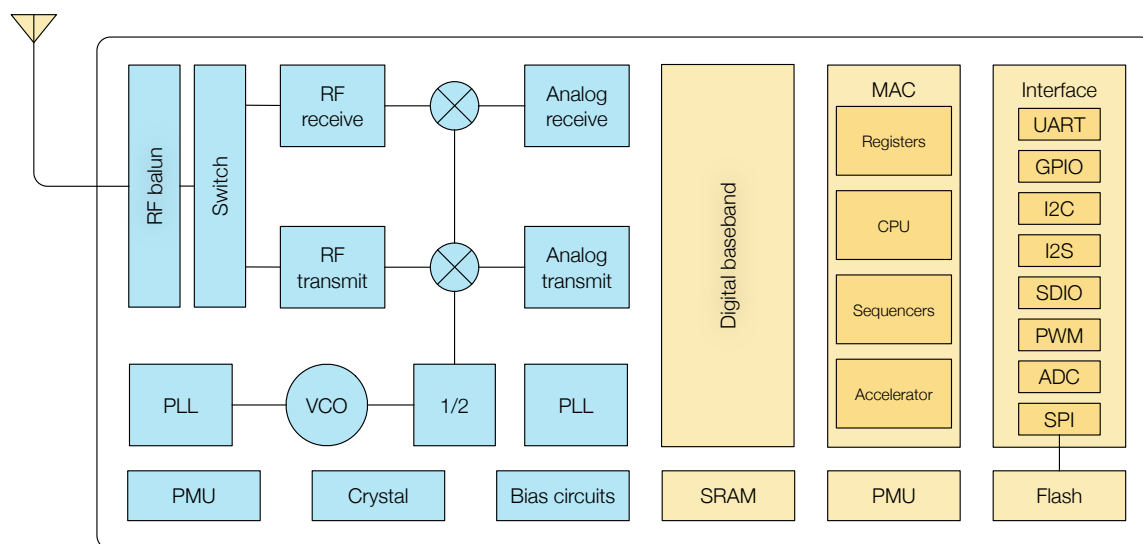 RF balun
Switch
RF
receive
Analog
receive
RF
transmit
Analog
transmit
PLL
VCO
1/2
PLL
PMU
Crystal
Bias circuits
Digital baseband
SRAM
MAC
Registers
CPU
Sequencers
Accelerator
PMU
Interface
UART
GPIO
I2C
I2S
SDIO
PWM
ADC
SPI
Flash